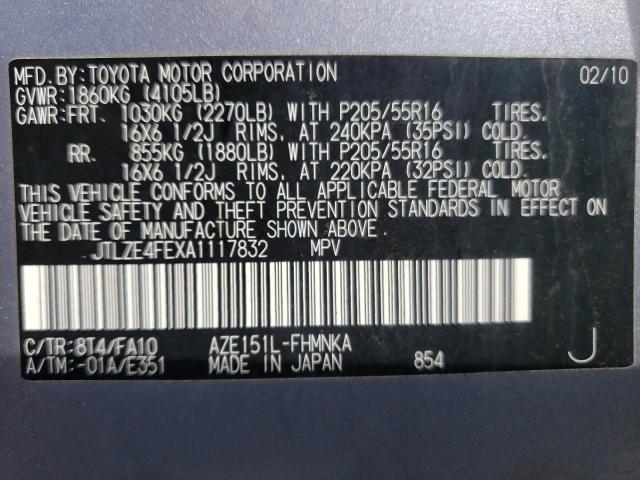 MFD. BY: TOYOTA MOTOR CORPORATION 02/10
GVWR: 1860KG (4105LB)
GAWR: FRT. 1030KG (2270LB) WITH P205/55R16 TIRES.
16X6 1/2J RIMS, AT 240KPA (35PSI) COLD.
RR. 855KG (1880LB) WITH P205/55R16 TIRES.
16X6 1/2J RIMS, AT 220KPA (32PSI) COLD.
THIS VEHICLE CONFORMS TO ALL APPLICABLE FEDERAL MOTOR
VEHICLE SAFETY AND THEFT PREVENTION STANDARDS IN EFFECT ON
THE DATE OF MANUFACTURE SHOWN ABOVE.
JTLZE4FEXA1117832 MPV
C/TR: 8T4/FA10 AZE151L-FHMNKA
A/TM: -01A/E351 MADE IN JAPAN 854 J